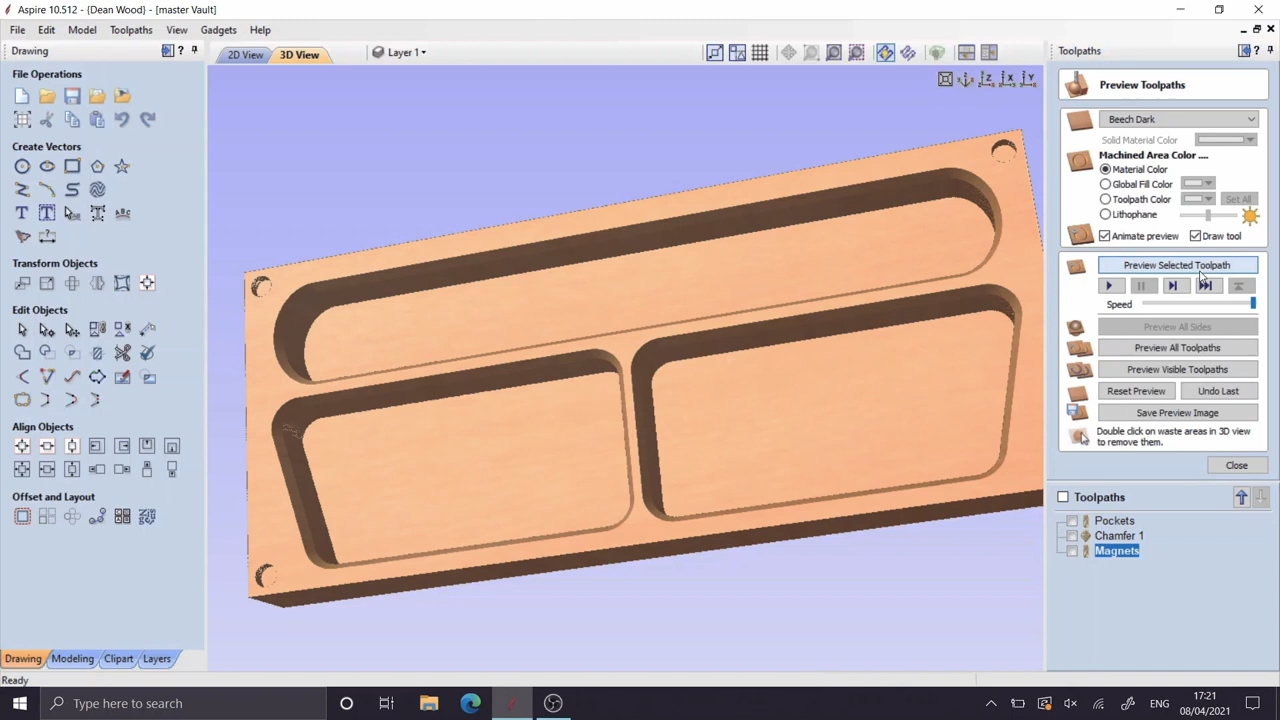 Aspire 10.512 - {Dean Wood} - [master Vault]
File Edit Model Toolpaths View Gadgets Help
Drawing ?
2D View 3D View Layer 1
Toolpaths ?
File Operations
Create Vectors
Transform Objects
Edit Objects
Align Objects
Offset and Layout
Drawing Modeling Clipart Layers
Ready
Z X Y
Preview Toolpaths
Beech Dark
Solid Material Color
Machined Area Color ....
Material Color
Global Fill Color
Toolpath Color Set All
Lithophane
Animate preview Draw tool
Preview Selected Toolpath
Speed
Preview All Sides
Preview All Toolpaths
Preview Visible Toolpaths
Reset Preview Undo Last
Save Preview Image
Double click on waste areas in 3D view
to remove them.
Close
Toolpaths
Pockets
Chamfer 1
Magnets
Type here to search
ENG
17:21
08/04/2021